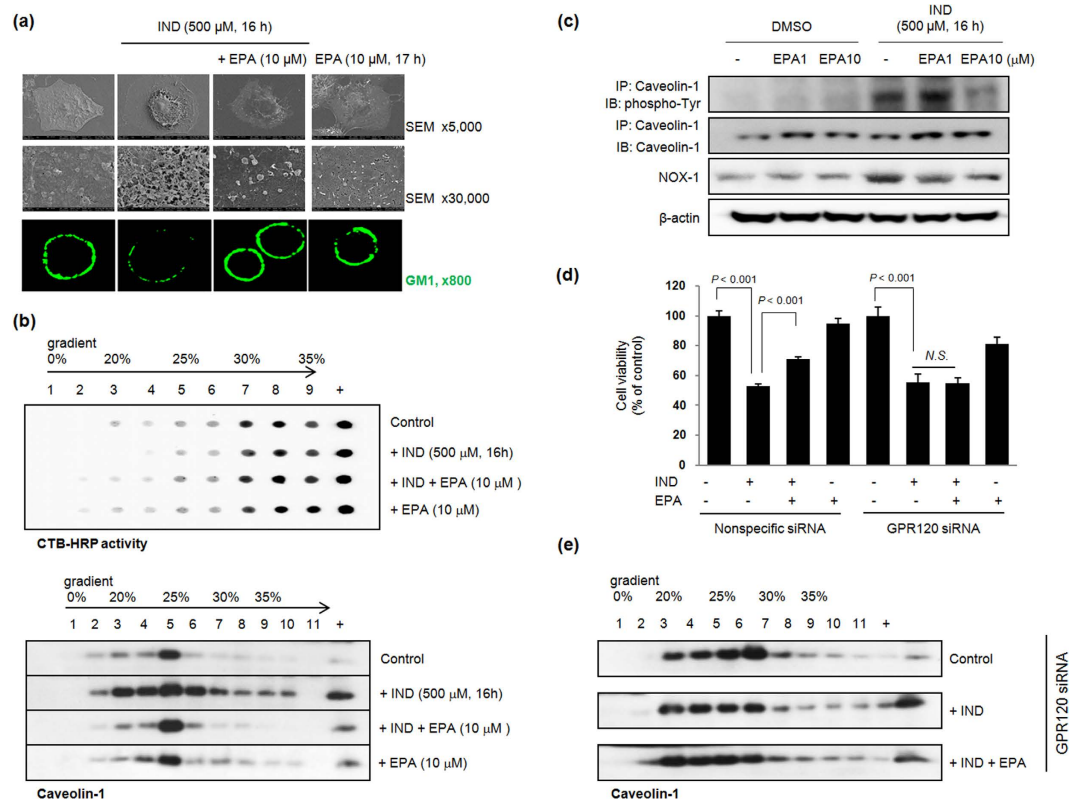 (a)
IND (500 µM, 16 h)
+ EPA (10 µM) EPA (10 µM, 17 h)
SEM x5,000
SEM x30,000
GM1, x800
(b)
gradient
0% 20% 25% 30% 35%
1 2 3 4 5 6 7 8 9 +
Control
+ IND (500 µM, 16h)
+ IND + EPA (10 µM )
+ EPA (10 µM)
CTB-HRP activity
gradient
0% 20% 25% 30% 35%
1 2 3 4 5 6 7 8 9 10 11 +
Control
+ IND (500 µM, 16h)
+ IND + EPA (10 µM )
+ EPA (10 µM)
Caveolin-1
(c)
IND
DMSO (500 µM, 16 h)
- EPA1 EPA10 - EPA1 EPA10 (µM)
IP: Caveolin-1
IB: phospho-Tyr
IP: Caveolin-1
IB: Caveolin-1
NOX-1
β-actin
(d)
Cell viability
(% of control)
120
100
80
60
40
20
0
P < 0.001
P < 0.001
P < 0.001
N.S.
IND - + + - - + + -
EPA - - + + - - + +
Nonspecific siRNA GPR120 siRNA
(e)
gradient
0% 20% 25% 30% 35%
1 2 3 4 5 6 7 8 9 10 11 +
Control
+ IND
+ IND + EPA
GPR120 siRNA
Caveolin-1